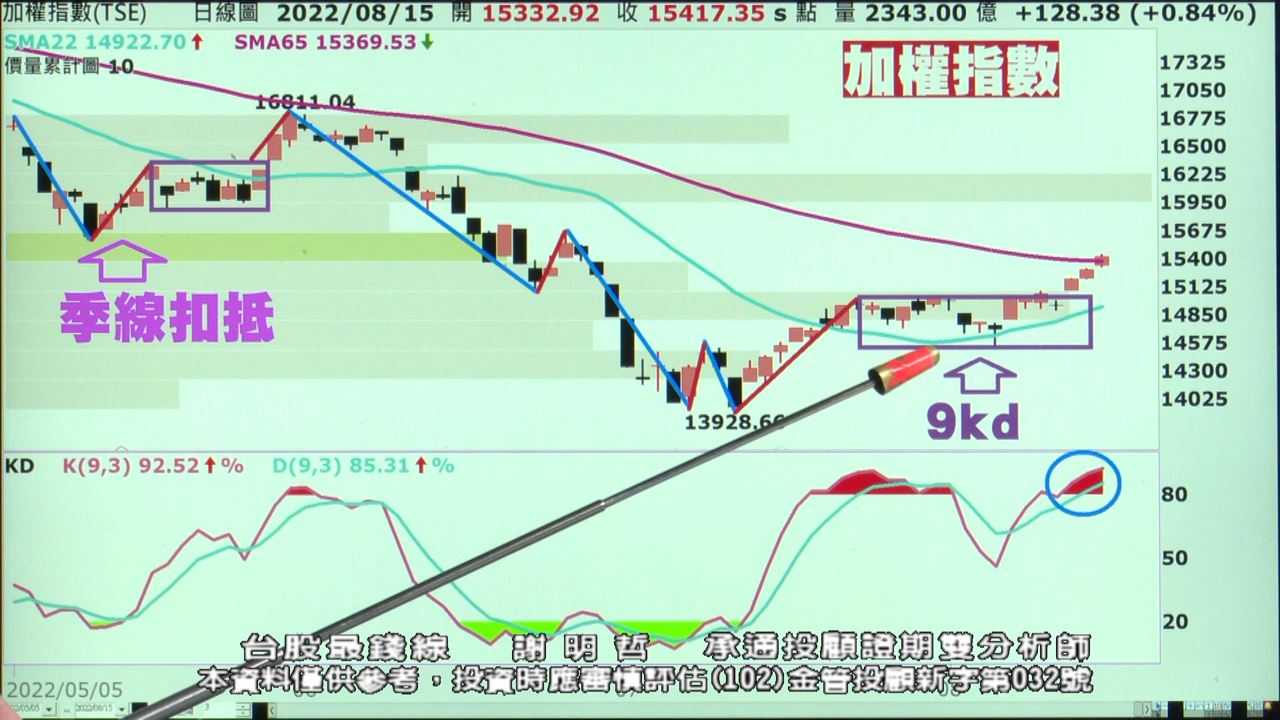 加權指數(TSE) 日線圖 2022/08/15 開 15332.92 收 15417.35 s 點 量 2343.00 億 +128.38 (+0.84%)
SMA22 14922.70↑ SMA65 15369.53↓
價量累計圖 10
加權指數
16811.04
17325
17050
16775
16500
16225
15950
15675
15400
15125
14850
14575
14300
14025
季線扣抵
9kd
KD K(9,3) 92.52↑% D(9,3) 85.31↑%
80
50
20
台股最錢線 謝明哲 承通投顧證期雙分析師
本資料僅供參考，投資時應審慎評估(102)金管投顧新字第032號
2022/05/05